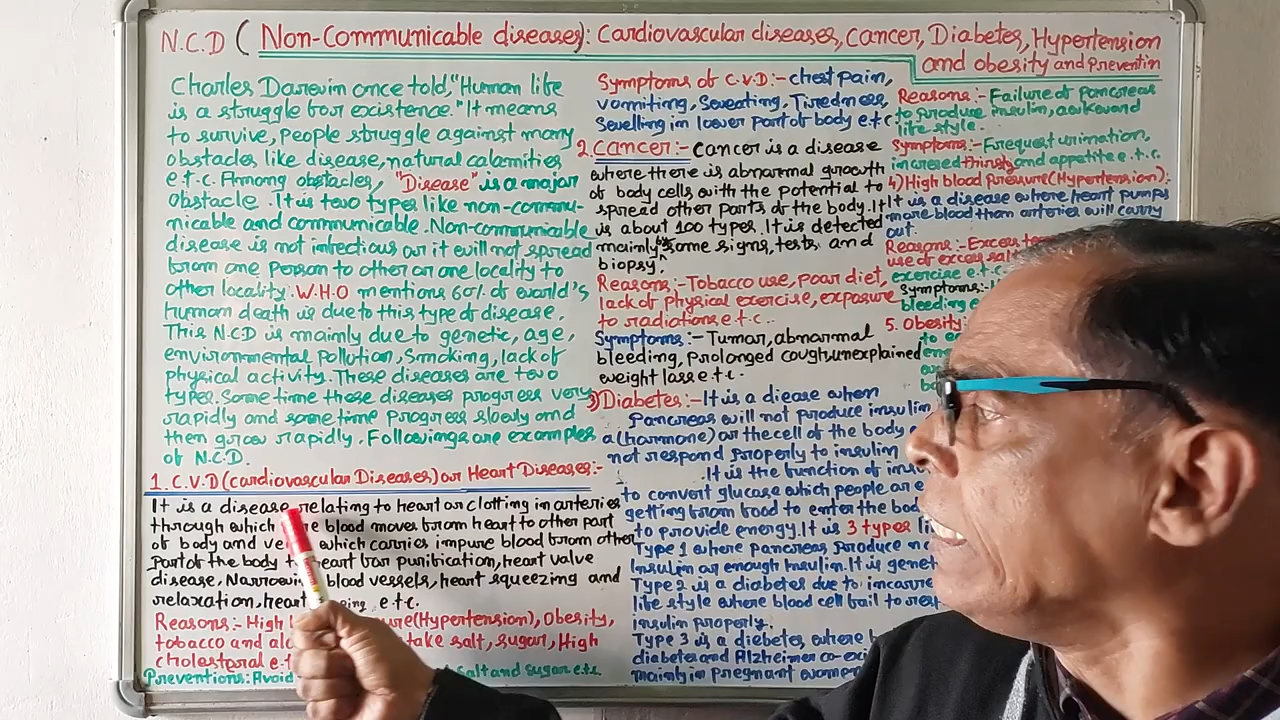 N.C.D (Non-Communicable diseases): Cardiovascular diseases, Cancer, Diabetes, Hypertension
and obesity and Preventin
Charles Darewin once told, "Human life
is a struggle for existence." It means
to survive, People struggle against many
obstacles like disease, natural calamities
e.t.c. Among obstacles, "Disease" is a major
obstacle. It is two types like non-commu-
nicable and communicable. Non-communicable
disease is not infectious or it will not spread
from one person to other or one locality to
other locality. W.H.O mentions 60% of world's
human death is due to this type of disease.
This N.C.D is mainly due to genetic, age,
environmental Pollution, Smoking, lack of
physical activity. These diseases are two
types. Some time these diseases progress very
rapidly and some time progress slowly and
then grow rapidly. Followings are examples
of N.C.D.
1. C.V.D (cardiovascular Diseases) or Heart Diseases:-
It is a disease relating to heart or clotting in arteries
through which blood moves from heart to other part
of body and which carries impure blood from other
part of the body heart for purification, heart valve
disease, blood vessels, heart squeezing and
relaxation, heart e.t.c.
Reasons:- High (Hypertension), Obesity,
tobacco and take salt, sugar, High
cholesteral
Preventions: Avoid Salt and Sugar e.t.c
Symptoms of C.V.D:- chest Pain,
vomiting, Sweating, Tiredness,
Swelling in lower part of body e.t.c.
2. Cancer:- Cancer is a disease
where there is abnormal growth
of body cells with the potential to
spread other parts of the body. It
is about 100 types. It is detected
mainly by some signs, tests and
biopsy.
Reasons:- Tobacco use, poor diet,
lack of Physical exercise, exposure
to radiations e.t.c..
Symptoms:- Tumar, abnormal
bleeding, Prolonged cough, unexplained
weight loss e.t.c.
3) Diabetes:- It is a diease when
Pancreas will not produce insulin
a (harmone) or the cell of the body
not respond properly to insulin
It is the function of
to convert glucose which people are
getting from food to enter the
to provide energy. It is 3 types
Type 1 where pancreas produce
Insulin or enough Insulin. It is
Type 2 is a diabetes due to
life style where blood cell fail to
insulin properly.
Type 3 is a diebetes where
diabetes and Alzheimer
mainly in pregnant
Reasons:- Failure of pancreas
to produce insulin, awkward
life style.
Symptoms:- Frequest urination,
incresed thirsty and appetite e.t.c.
4) High blood Pressure (Hypertension):
It is a disease where heart pumps
more blood than arteries will carry
out.
Reasons:- Excess
use of excess salt
exercise e.t.c
Symptoms:-
bleeding
5. Obesity:
to